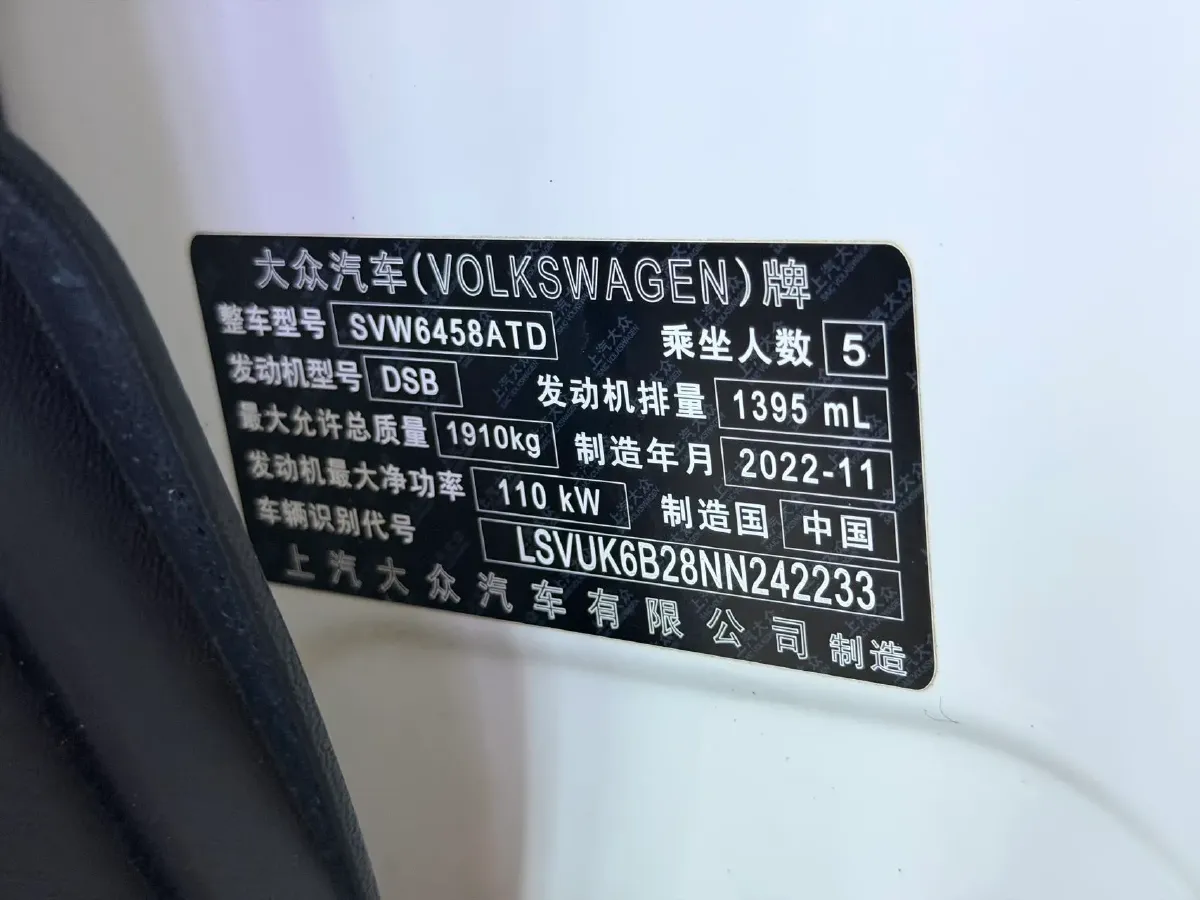 大众汽车(VOLKSWAGEN)牌
整车型号 SVW6458ATD 乘坐人数 5
发动机型号 DSB 发动机排量 1395 mL
最大允许总质量 1910kg 制造年月 2022-11
发动机最大净功率 110 kW 制造国 中国
车辆识别代号 LSVUK6B28NN242233
上汽大众汽车有限公司 制造